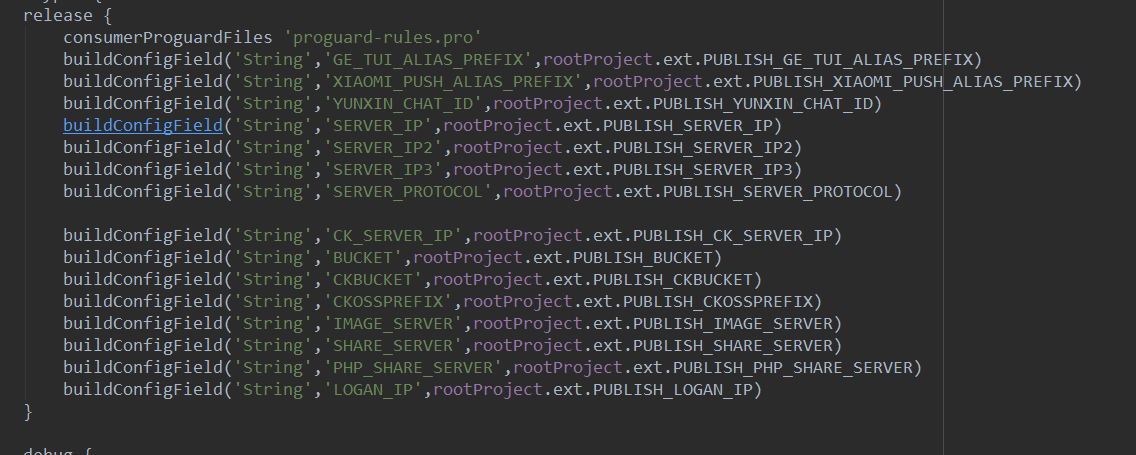 release {
consumerProguardFiles 'proguard-rules.pro'
buildConfigField('String','GE_TUI_ALIAS_PREFIX',rootProject.ext.PUBLISH_GE_TUI_ALIAS_PREFIX)
buildConfigField('String','XIAOMI_PUSH_ALIAS_PREFIX',rootProject.ext.PUBLISH_XIAOMI_PUSH_ALIAS_PREFIX)
buildConfigField('String','YUNXIN_CHAT_ID',rootProject.ext.PUBLISH_YUNXIN_CHAT_ID)
buildConfigField('String','SERVER_IP',rootProject.ext.PUBLISH_SERVER_IP)
buildConfigField('String','SERVER_IP2',rootProject.ext.PUBLISH_SERVER_IP2)
buildConfigField('String','SERVER_IP3',rootProject.ext.PUBLISH_SERVER_IP3)
buildConfigField('String','SERVER_PROTOCOL',rootProject.ext.PUBLISH_SERVER_PROTOCOL)
buildConfigField('String','CK_SERVER_IP',rootProject.ext.PUBLISH_CK_SERVER_IP)
buildConfigField('String','BUCKET',rootProject.ext.PUBLISH_BUCKET)
buildConfigField('String','CKBUCKET',rootProject.ext.PUBLISH_CKBUCKET)
buildConfigField('String','CKOSSPREFIX',rootProject.ext.PUBLISH_CKOSSPREFIX)
buildConfigField('String','IMAGE_SERVER',rootProject.ext.PUBLISH_IMAGE_SERVER)
buildConfigField('String','SHARE_SERVER',rootProject.ext.PUBLISH_SHARE_SERVER)
buildConfigField('String','PHP_SHARE_SERVER',rootProject.ext.PUBLISH_PHP_SHARE_SERVER)
buildConfigField('String','LOGAN_IP',rootProject.ext.PUBLISH_LOGAN_IP)
}
debug {